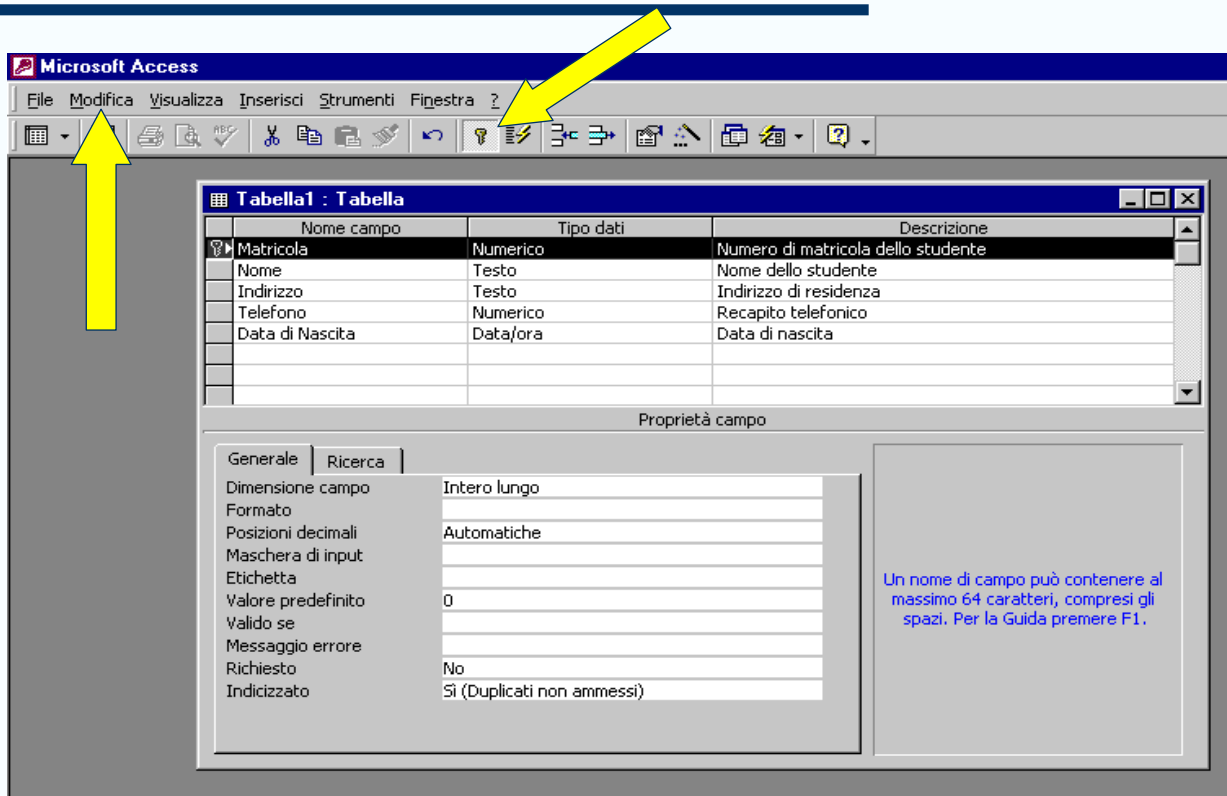 Microsoft Access
File Modifica Visualizza Inserisci Strumenti Finestra ?
ABC
Tabella1 : Tabella
Nome campo Tipo dati Descrizione
Matricola Numerico Numero di matricola dello studente
Nome Testo Nome dello studente
Indirizzo Testo Indirizzo di residenza
Telefono Numerico Recapito telefonico
Data di Nascita Data/ora Data di nascita
Proprietà campo
Generale Ricerca
Dimensione campo Intero lungo
Formato
Posizioni decimali Automatiche
Maschera di input
Etichetta
Valore predefinito 0
Valido se
Messaggio errore
Richiesto No
Indicizzato Sì (Duplicati non ammessi)
Un nome di campo può contenere al
massimo 64 caratteri, compresi gli
spazi. Per la Guida premere F1.